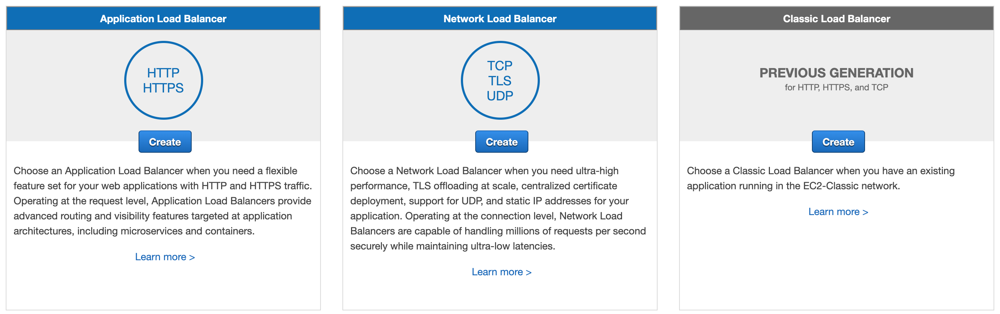 Application Load Balancer
HTTP
HTTPS
Create
Choose an Application Load Balancer when you need a flexible
feature set for your web applications with HTTP and HTTPS traffic.
Operating at the request level, Application Load Balancers provide
advanced routing and visibility features targeted at application
architectures, including microservices and containers.
Learn more >
Network Load Balancer
TCP
TLS
UDP
Create
Choose a Network Load Balancer when you need ultra-high
performance, TLS offloading at scale, centralized certificate
deployment, support for UDP, and static IP addresses for your
application. Operating at the connection level, Network Load
Balancers are capable of handling millions of requests per second
securely while maintaining ultra-low latencies.
Learn more >
Classic Load Balancer
PREVIOUS GENERATION
for HTTP, HTTPS, and TCP
Create
Choose a Classic Load Balancer when you have an existing
application running in the EC2-Classic network.
Learn more >